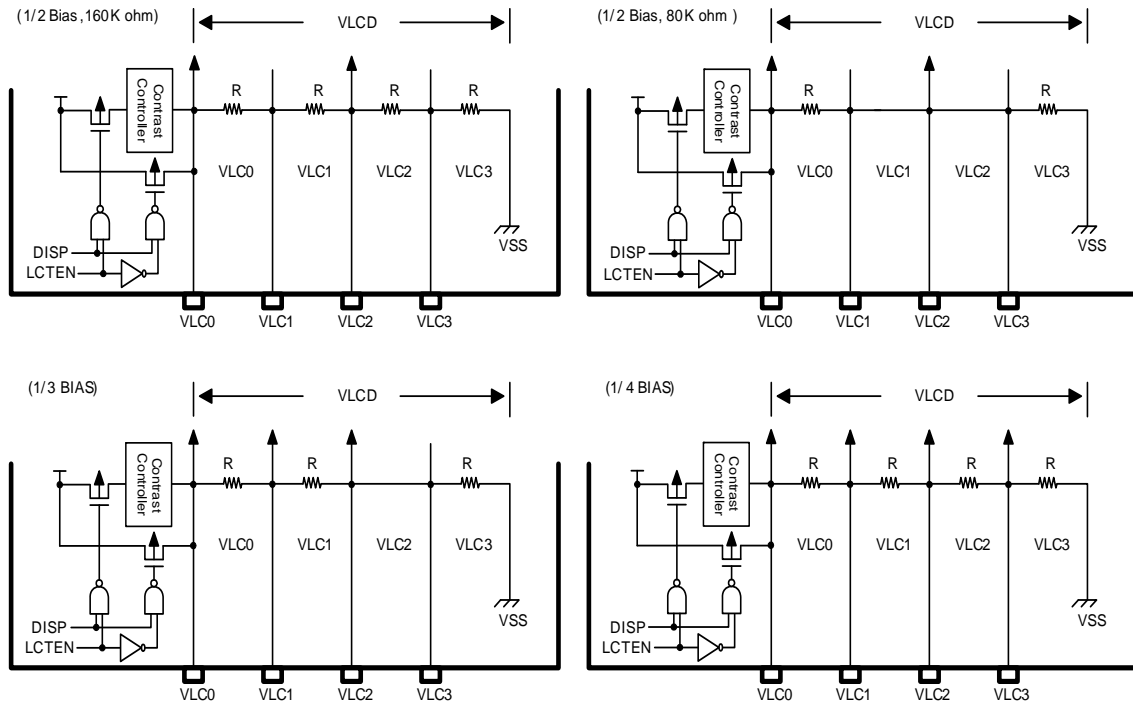 (1/2 Bias, 160K ohm)
VLCD
Contrast
Controller
R R R R
VLC0 VLC1 VLC2 VLC3
DISP
LCTEN
VSS
VLC0 VLC1 VLC2 VLC3
(1/2 Bias, 80K ohm )
VLCD
Contrast
Controller
R R
VLC0 VLC1 VLC2 VLC3
DISP
LCTEN
VSS
VLC0 VLC1 VLC2 VLC3
(1/3 BIAS)
VLCD
Contrast
Controller
R R R
VLC0 VLC1 VLC2 VLC3
DISP
LCTEN
VSS
VLC0 VLC1 VLC2 VLC3
(1/4 BIAS)
VLCD
Contrast
Controller
R R R R
VLC0 VLC1 VLC2 VLC3
DISP
LCTEN
VSS
VLC0 VLC1 VLC2 VLC3